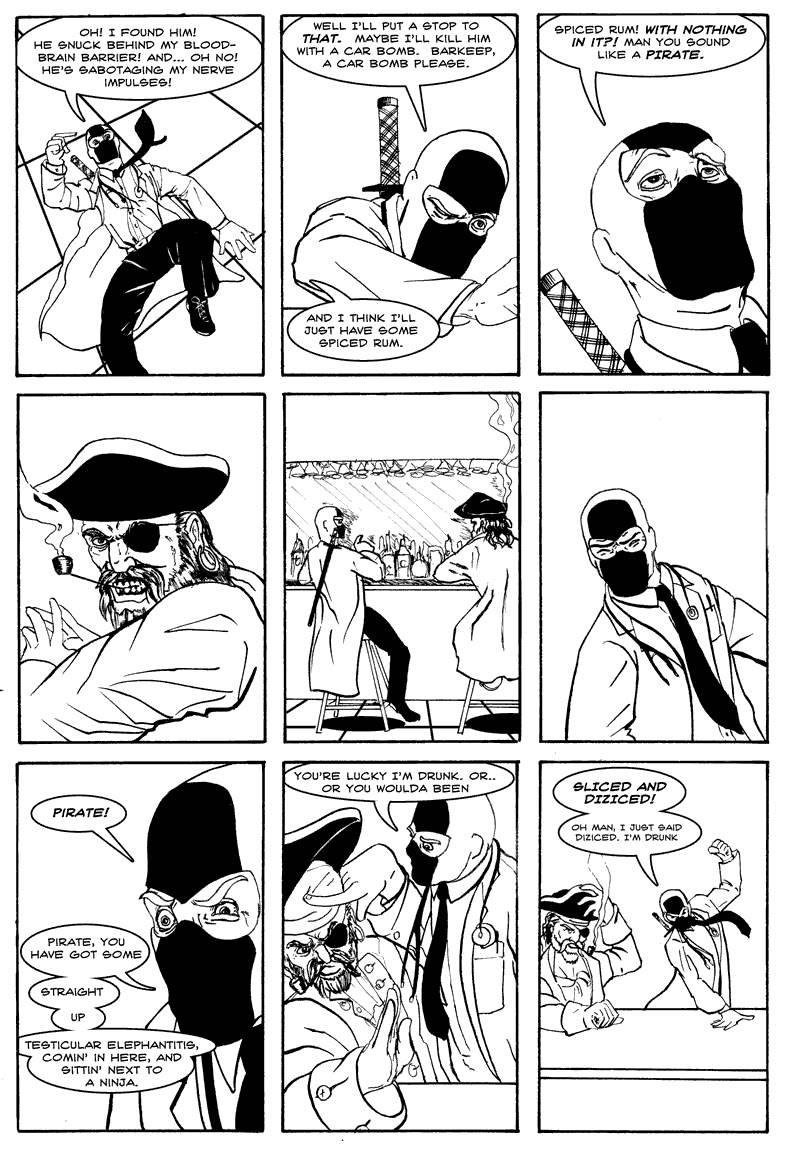 OH! I FOUND HIM!
HE SNUCK BEHIND MY BLOOD-
BRAIN BARRIER! AND... OH NO!
HE'S SABOTAGING MY NERVE
IMPULSES!
WELL I'LL PUT A STOP TO
THAT. MAYBE I'LL KILL HIM
WITH A CAR BOMB. BARKEEP,
A CAR BOMB PLEASE.
AND I THINK I'LL
JUST HAVE SOME
SPICED RUM.
SPICED RUM! WITH NOTHING
IN IT?! MAN YOU SOUND
LIKE A PIRATE.
PIRATE!
PIRATE, YOU
HAVE GOT SOME
STRAIGHT
UP
TESTICULAR ELEPHANTITIS,
COMIN' IN HERE, AND
SITTIN' NEXT TO
A NINJA.
YOU'RE LUCKY I'M DRUNK. OR..
OR YOU WOULDA BEEN
SLICED AND
DIZICED!
OH MAN, I JUST SAID
DIZICED. I'M DRUNK